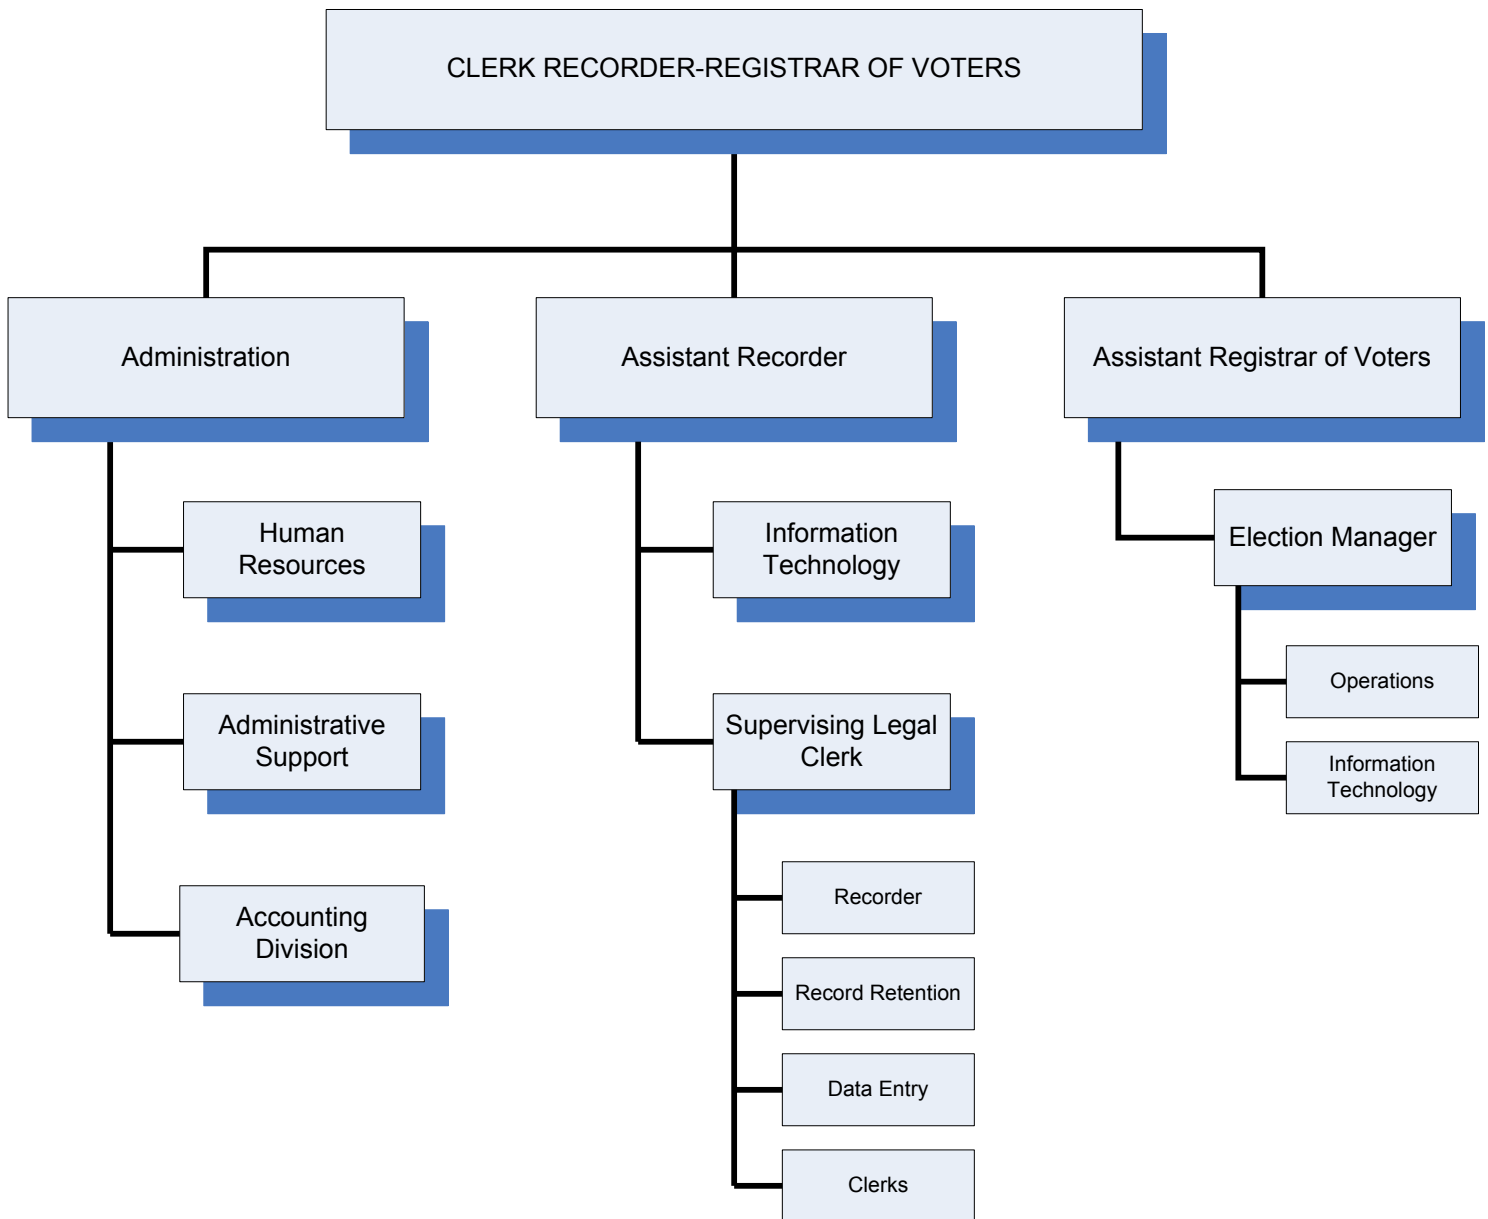 CLERK RECORDER-REGISTRAR OF VOTERS
Administration
Assistant Recorder
Assistant Registrar of Voters
Human
Resources
Administrative
Support
Accounting
Division
Information
Technology
Supervising Legal
Clerk
Recorder
Record Retention
Data Entry
Clerks
Election Manager
Operations
Information
Technology